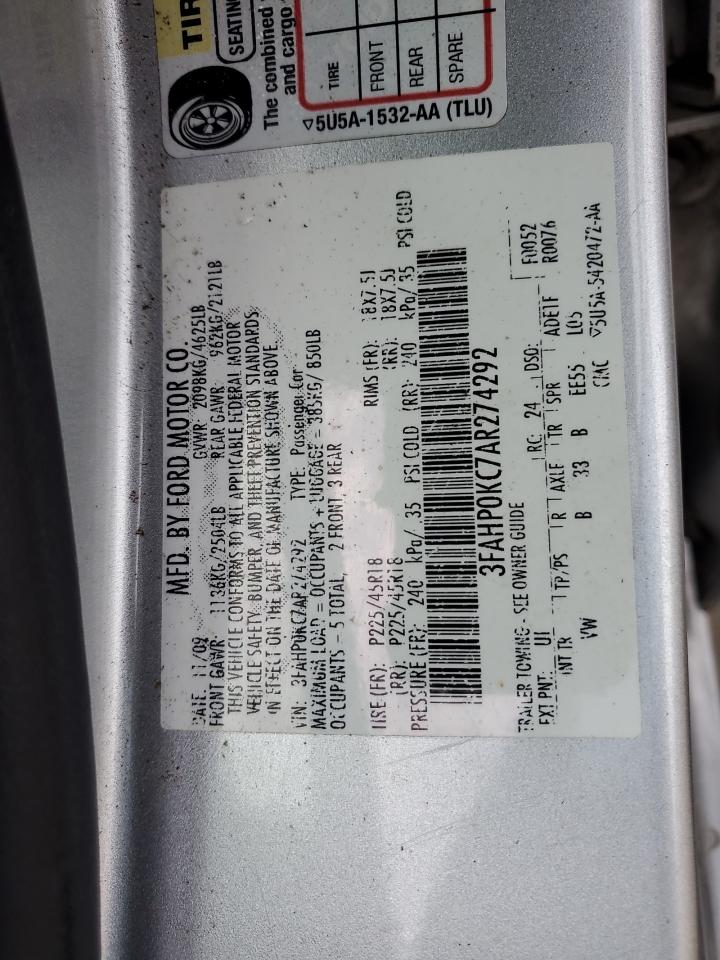 TIR
SEATING
The combined
and cargo
TIRE
FRONT
REAR
SPARE
▽5U5A-1532-AA (TLU)
MFD. BY FORD MOTOR CO.
DATE: 11/09 GVWR: 2098KG/4625LB
FRONT GAWR: 1136KG/2504LB REAR GAWR: 962KG/2121LB
THIS VEHICLE CONFORMS TO ALL APPLICABLE FEDERAL MOTOR
VEHICLE SAFETY, BUMPER, AND THEFT PREVENTION STANDARDS
IN EFFECT ON THE DATE OF MANUFACTURE SHOWN ABOVE.
VIN: 3FAHP0KC7AR274292 TYPE: Passenger Car
MAXIMUM LOAD = OCCUPANTS + LUGGAGE = 385KG/ 850LB
OCCUPANTS - 5 TOTAL, 2 FRONT, 3 REAR
TIRE (FR): P225/45R18 RIMS (FR): 18X7.5J
(RR): P225/45R18 (RR): 18X7.5J
PRESSURE (FR): 240 kPa/ 35 PSI COLD (RR): 240 kPa/ 35 PSI COLD
3FAHP0KC7AR274292
TRAILER TOWING - SEE OWNER GUIDE RC: 24 DSO: F0052
EXT PNT: UI R0076
INT TR TP/PS R AXLE TR SPR ADE1F
VW B 33 B EE55 L05
CMC ▽5U5A-5420472-AA